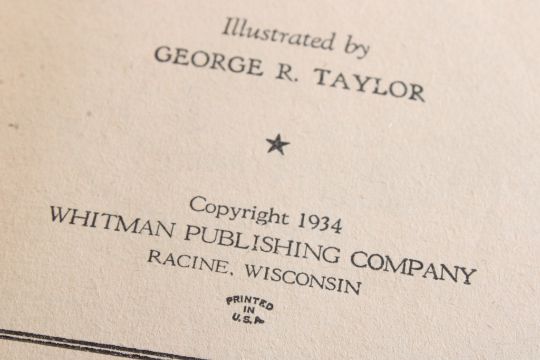 Illustrated by
GEORGE R. TAYLOR
Copyright 1934
WHITMAN PUBLISHING COMPANY
RACINE, WISCONSIN
PRINTED
IN
U.S.A.